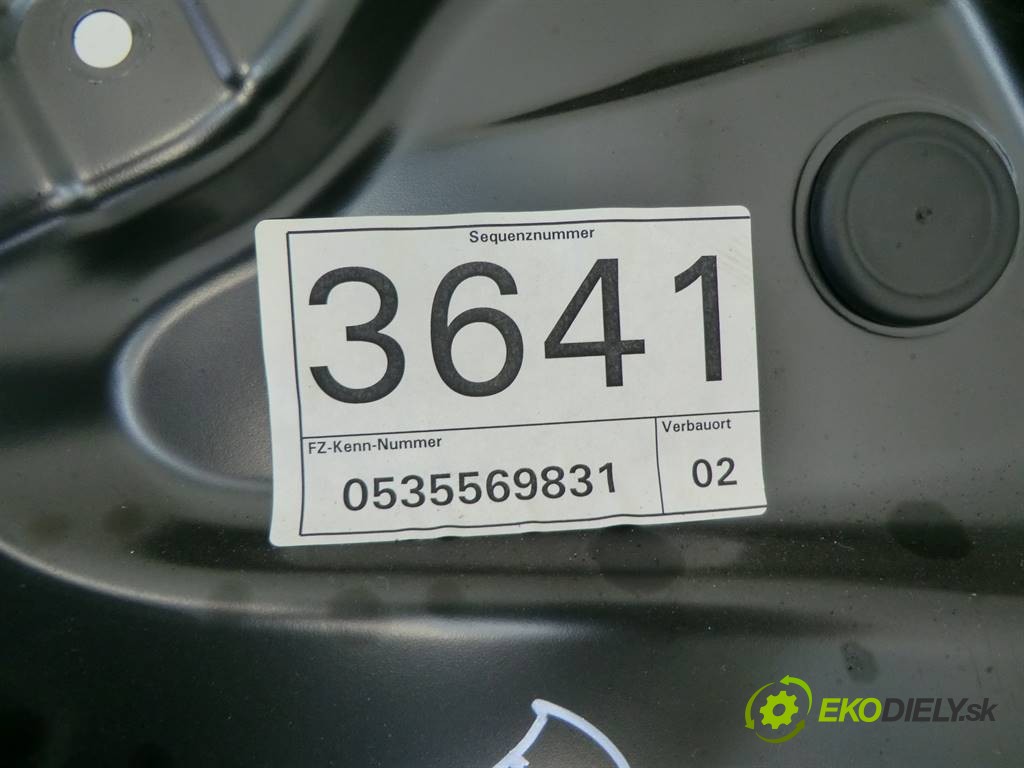 Sequenznummer
3641
FZ-Kenn-Nummer
0535569831
Verbauort
02
EKODIELY.sk